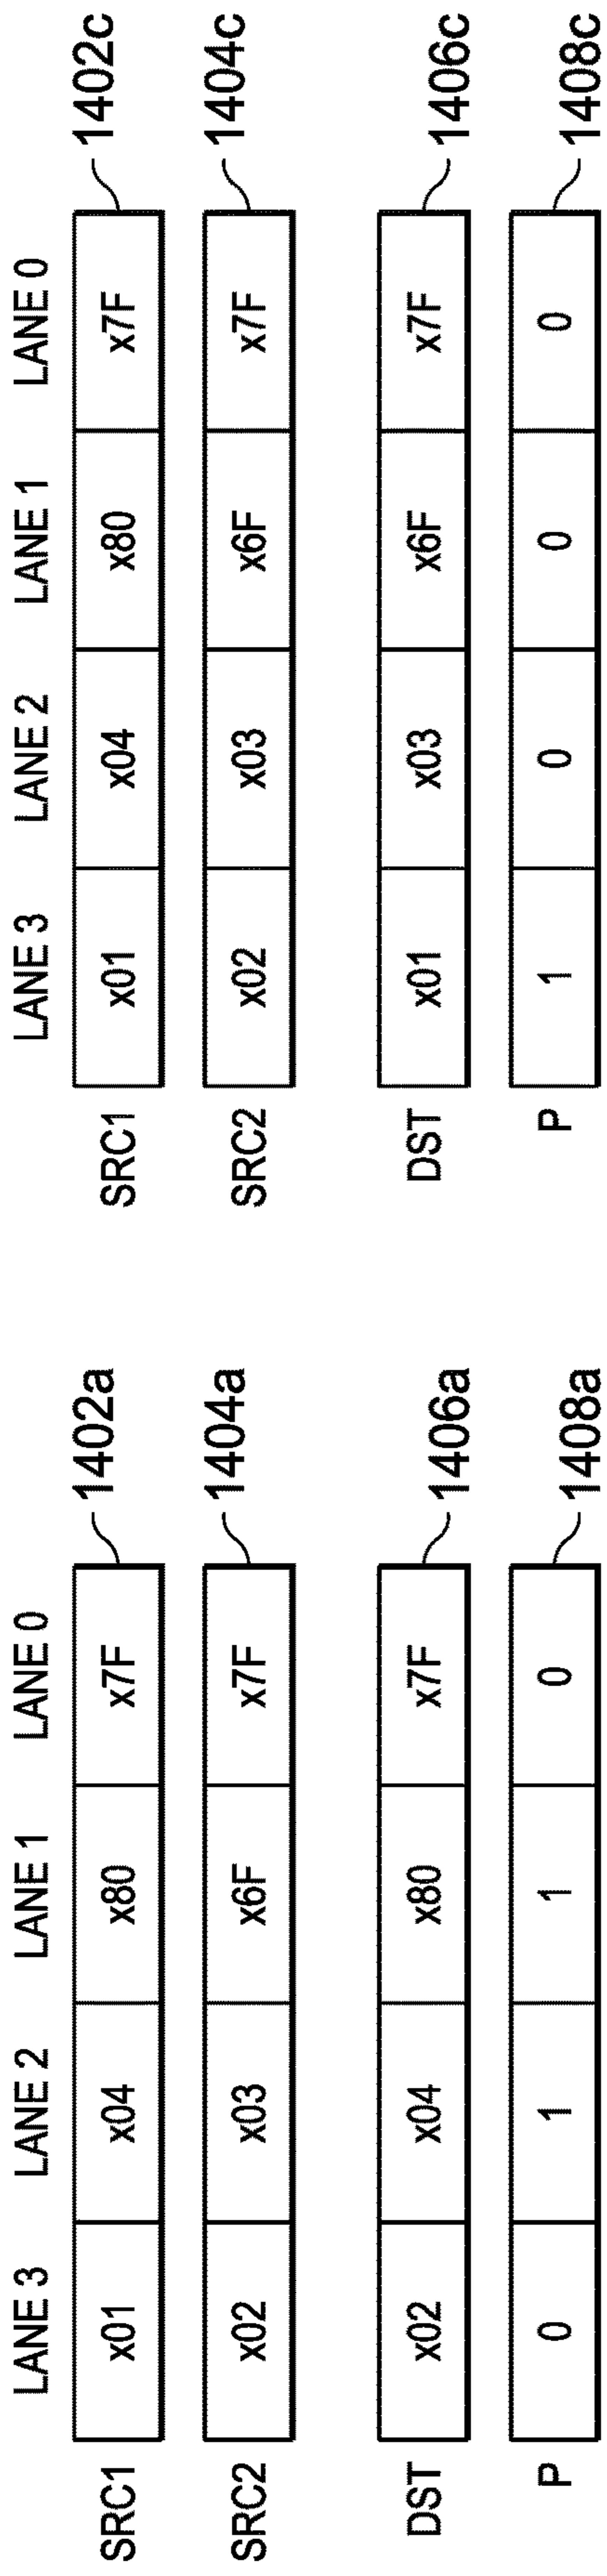 LANE 3 LANE 2 LANE 1 LANE 0
SRC1 x01 x04 x80 x7F 1402a
SRC2 x02 x03 x6F x7F 1404a
DST x02 x04 x80 x7F 1406a
P 0 1 1 0 1408a
LANE 3 LANE 2 LANE 1 LANE 0
SRC1 x01 x04 x80 x7F 1402c
SRC2 x02 x03 x6F x7F 1404c
DST x01 x03 x6F x7F 1406c
P 1 0 0 0 1408c